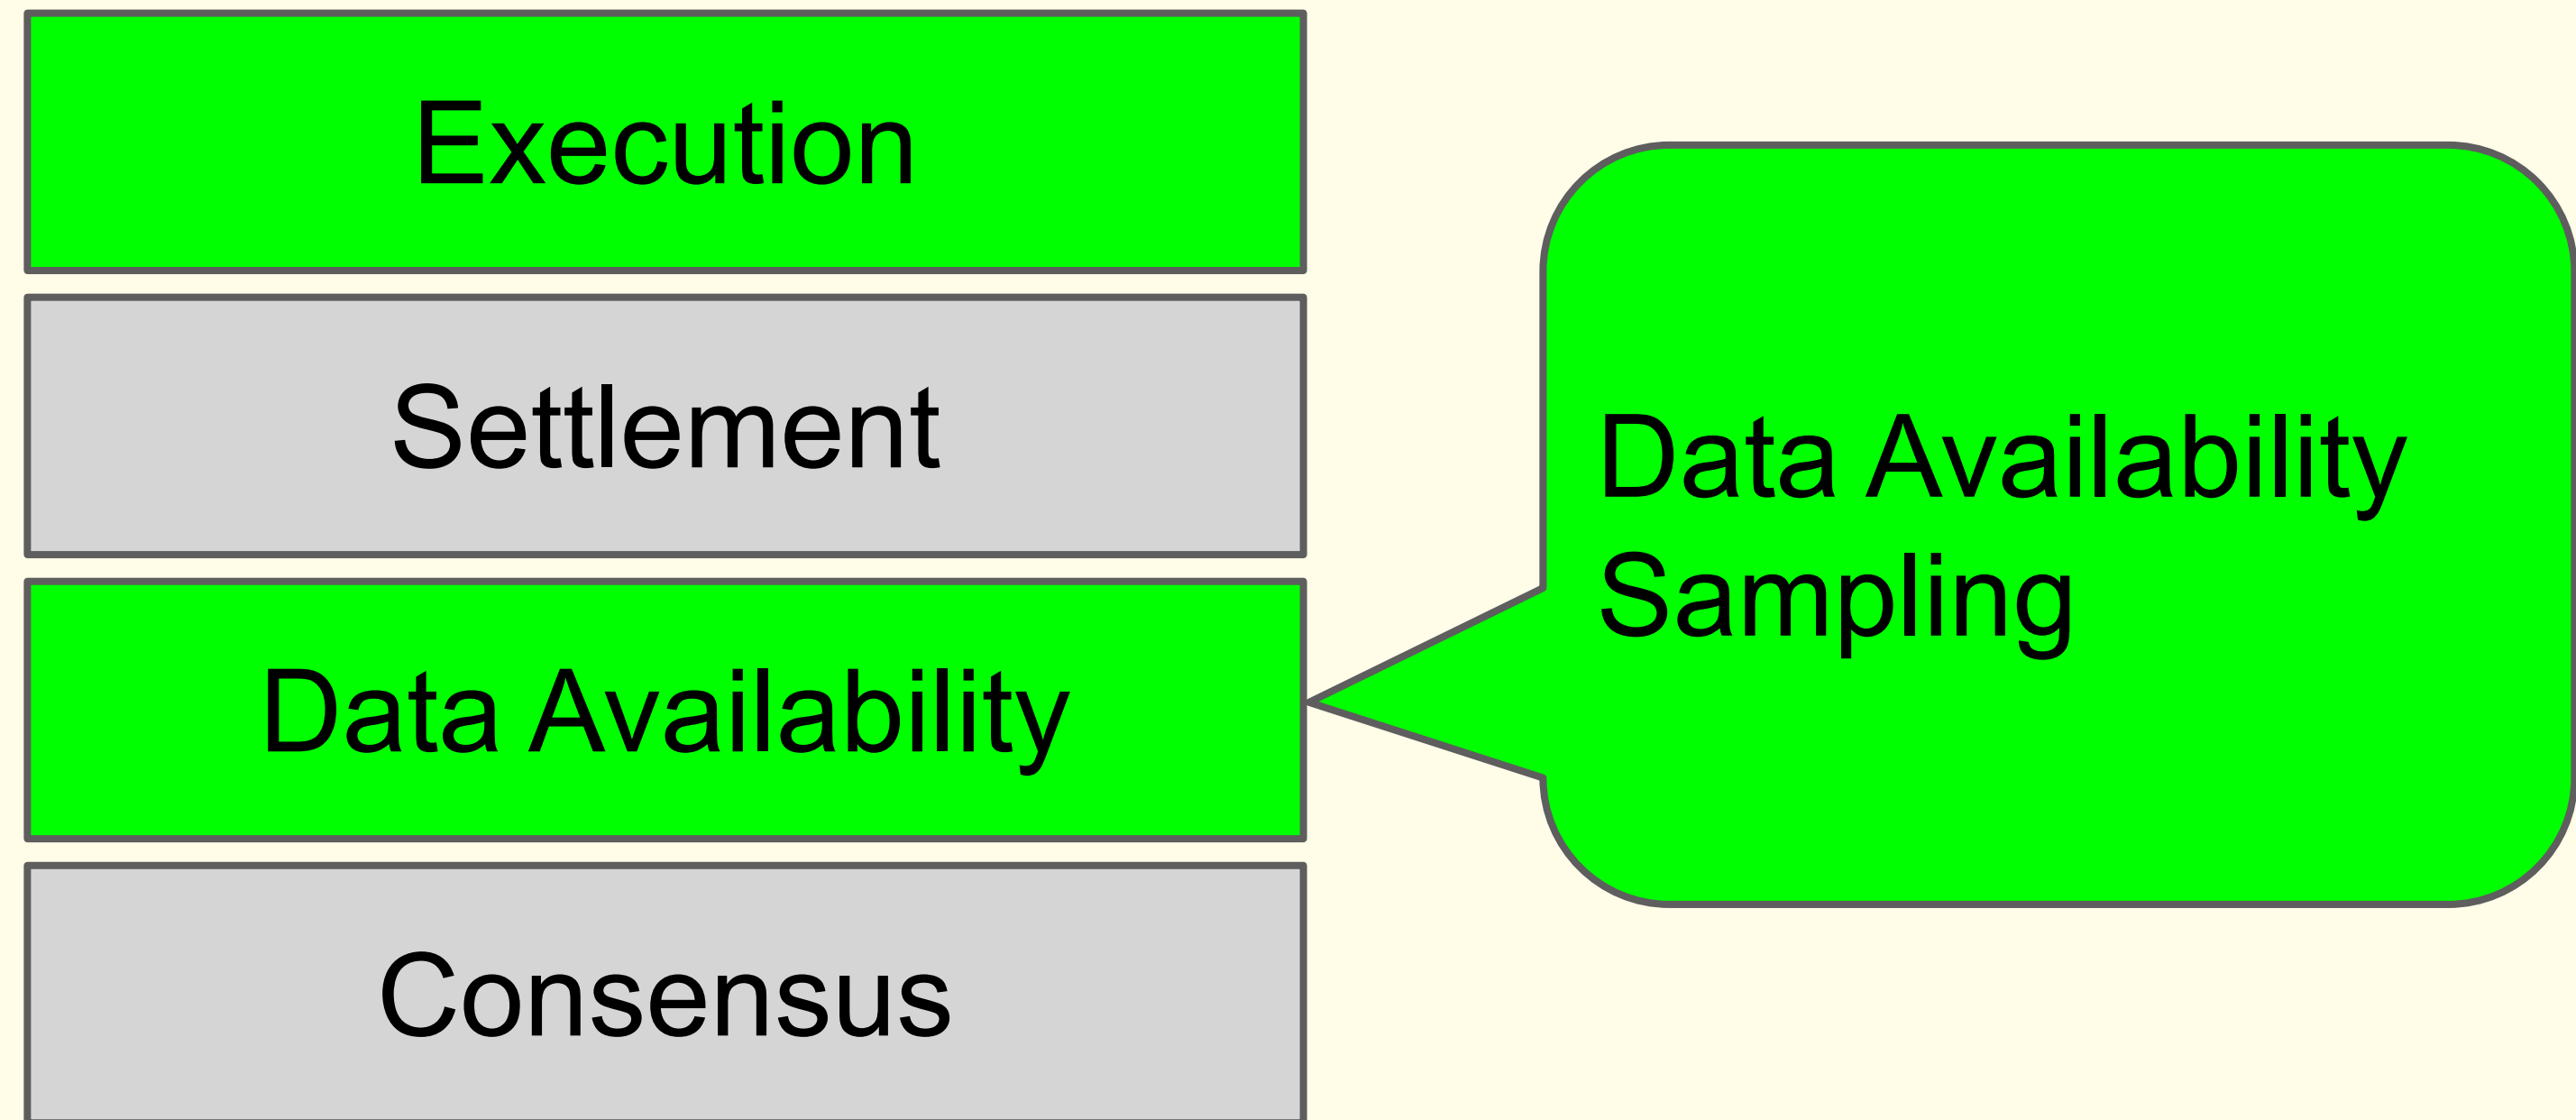 Execution
Settlement
Data Availability
Consensus
Data Availability
Sampling